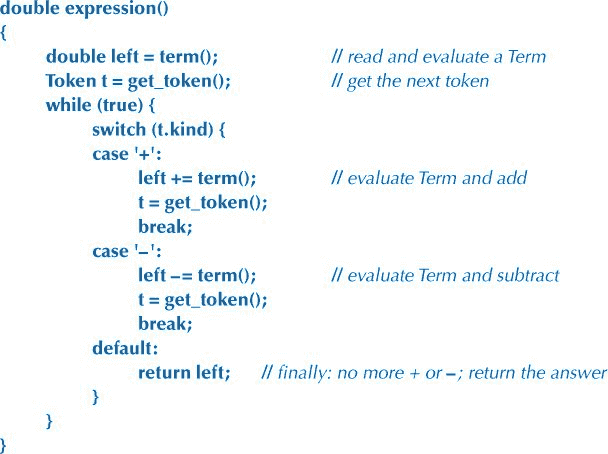 double expression()
{
double left = term(); // read and evaluate a Term
Token t = get_token(); // get the next token
while (true) {
switch (t.kind) {
case '+':
left += term(); // evaluate Term and add
t = get_token();
break;
case '–':
left –= term(); // evaluate Term and subtract
t = get_token();
break;
default:
return left; // finally: no more + or –; return the answer
}
}
}